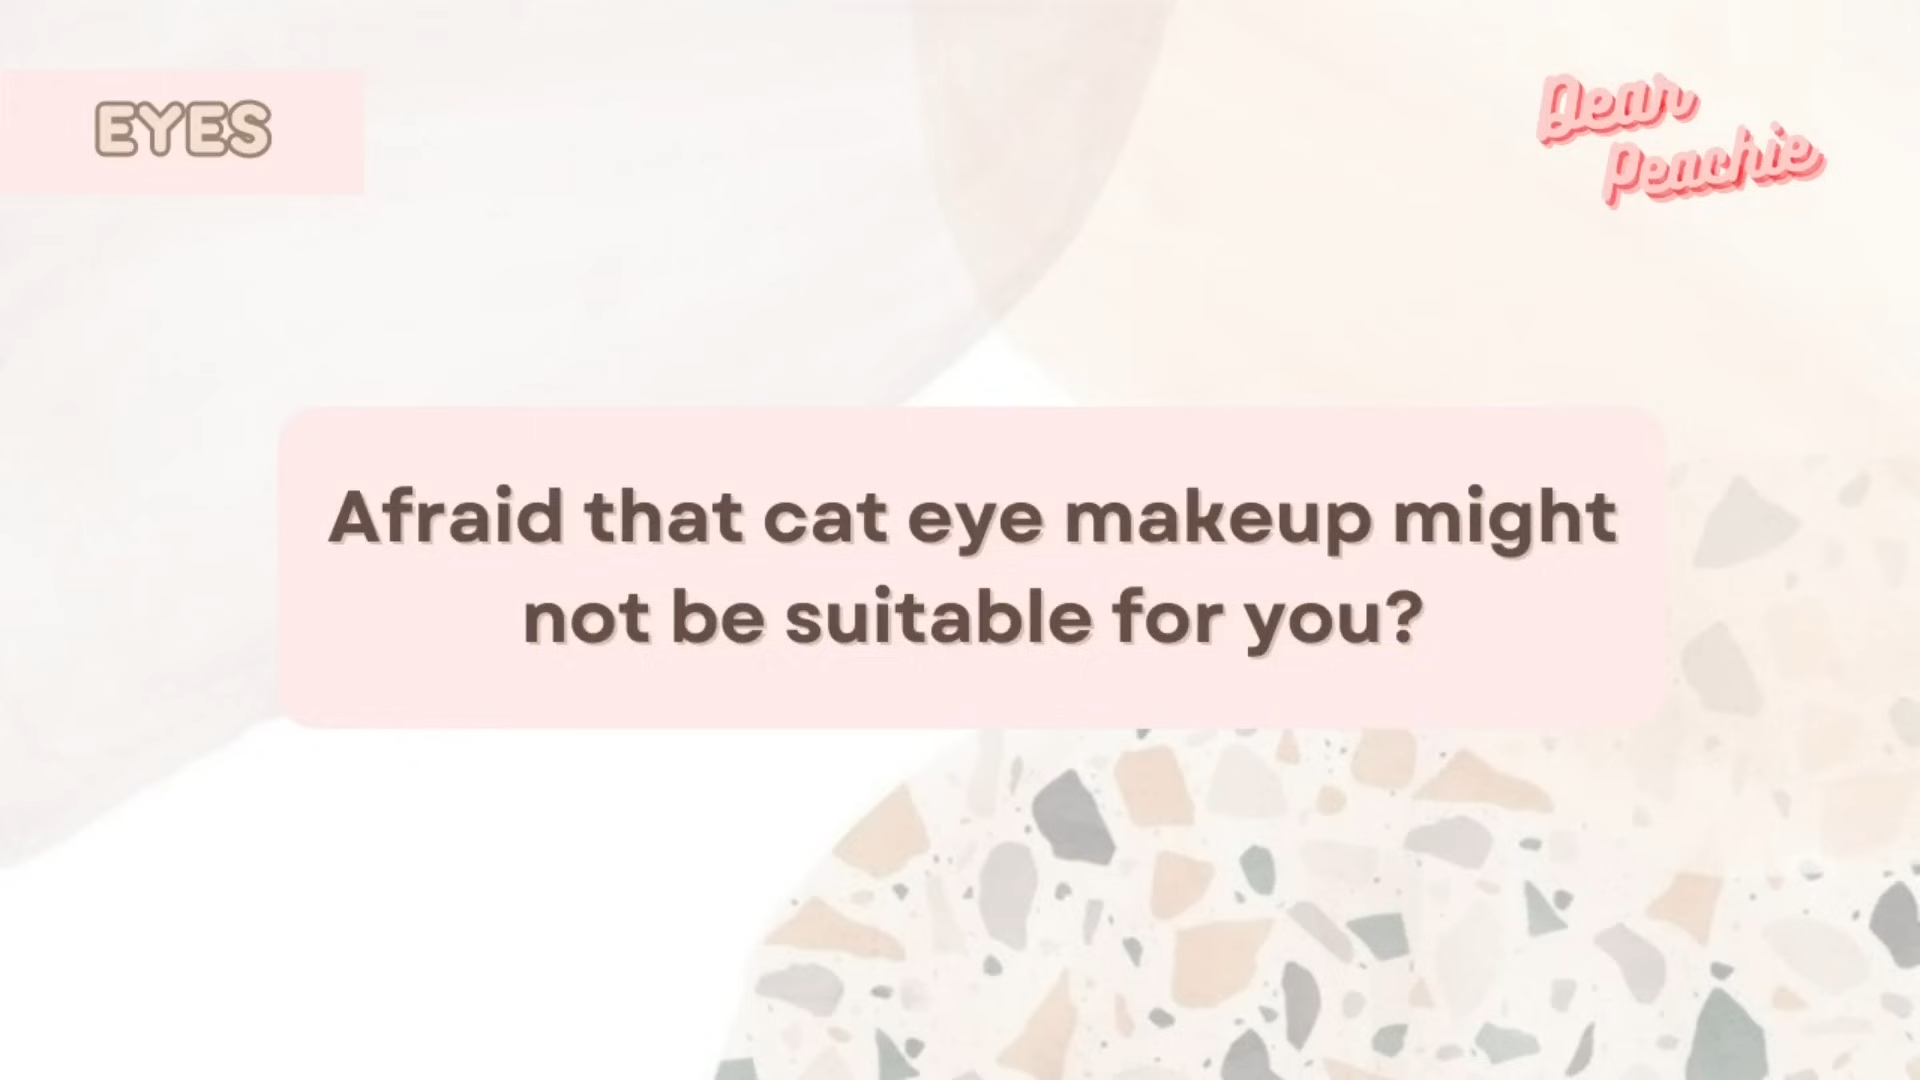 EYES
Dear
Peachie
Afraid that cat eye makeup might
not be suitable for you?